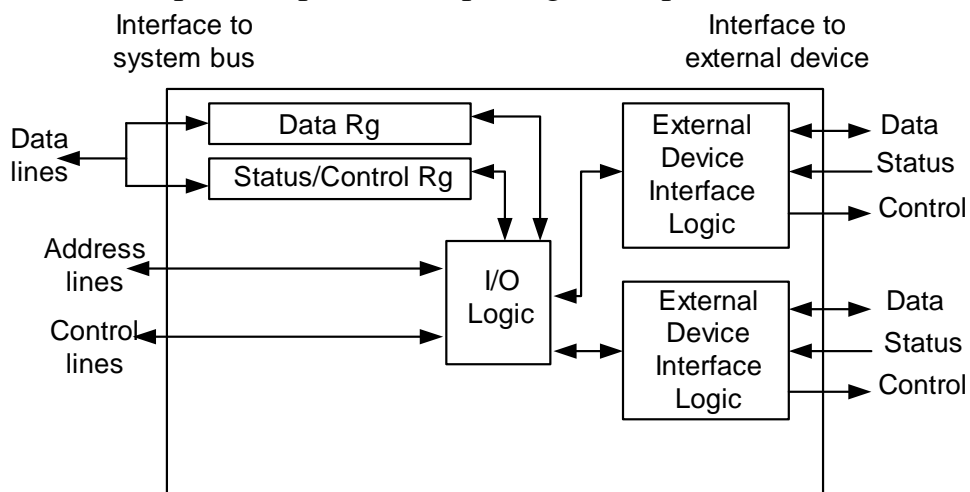 Interface to
system bus
Interface to
external device
Data Rg
Status/Control Rg
Data
lines
Address
lines
Control
lines
I/O
Logic
External
Device
Interface
Logic
Data
Status
Control
External
Device
Interface
Logic
Data
Status
Control